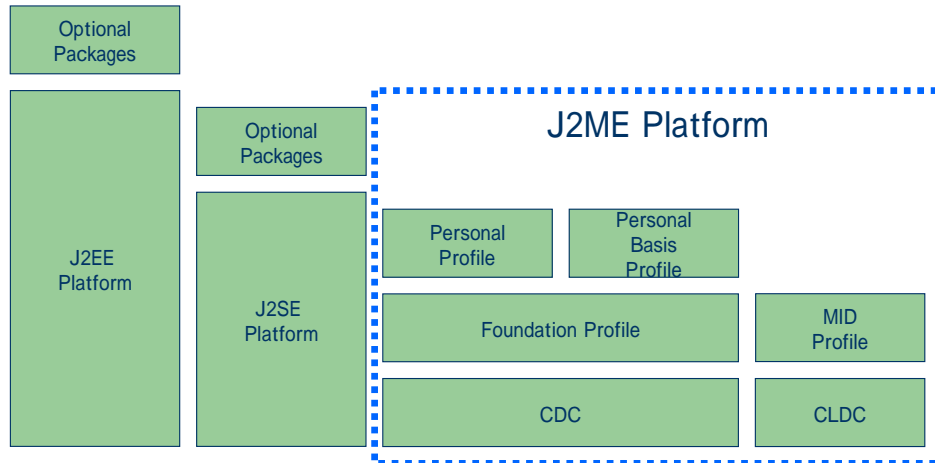 Optional
Packages
J2EE
Platform
Optional
Packages
J2SE
Platform
J2ME Platform
Personal
Profile
Personal
Basis
Profile
Foundation Profile
MID
Profile
CDC
CLDC